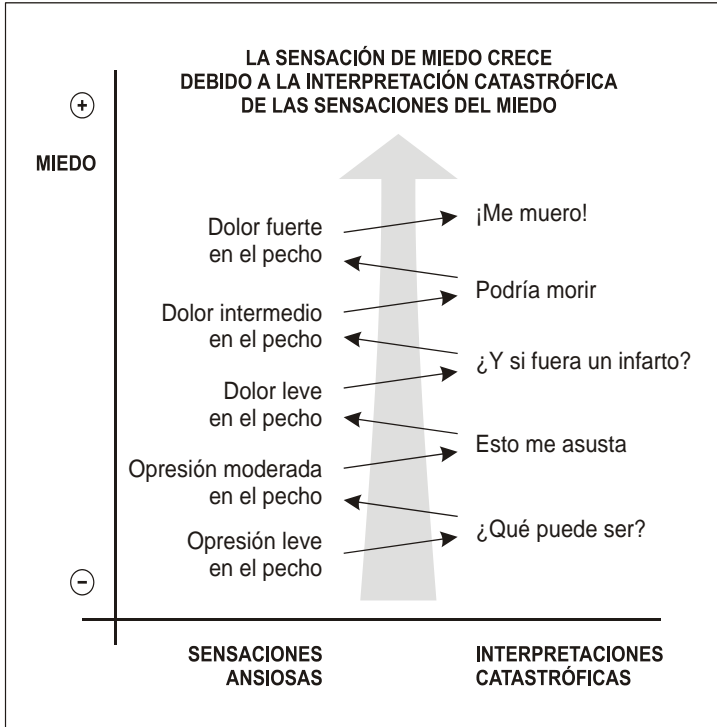 LA SENSACIÓN DE MIEDO CRECE
DEBIDO A LA INTERPRETACIÓN CATASTRÓFICA
DE LAS SENSACIONES DEL MIEDO
+
MIEDO
¡Me muero!
Dolor fuerte
en el pecho
Podría morir
Dolor intermedio
en el pecho
¿Y si fuera un infarto?
Dolor leve
en el pecho
Esto me asusta
Opresión moderada
en el pecho
¿Qué puede ser?
Opresión leve
en el pecho
−
SENSACIONES
ANSIOSAS
INTERPRETACIONES
CATASTRÓFICAS